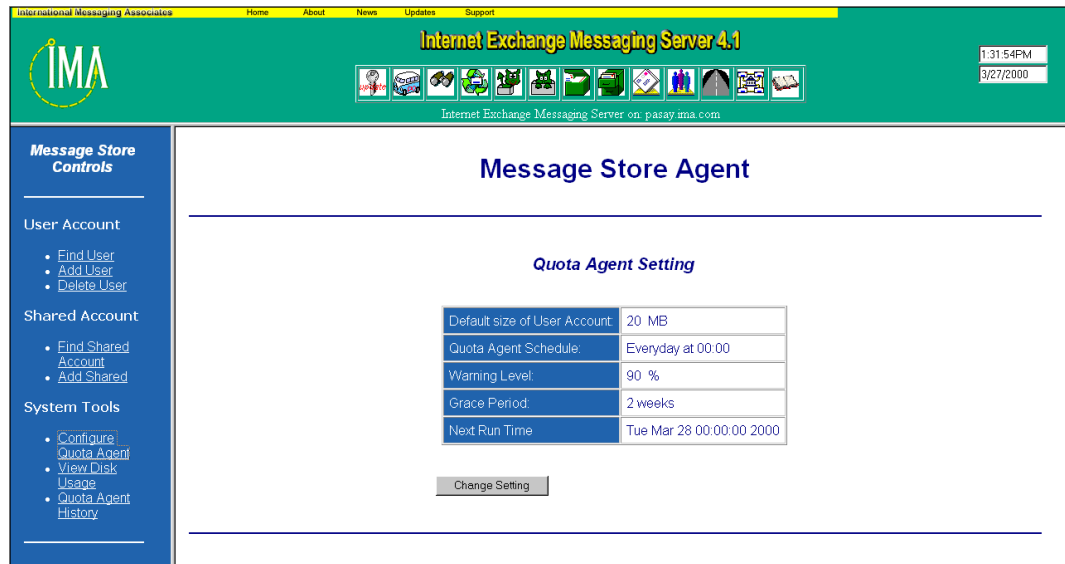 International Messaging Associates Home About News Updates Support
Internet Exchange Messaging Server 4.1
IMA
1:31:54PM
3/27/2000
update
Internet Exchange Messaging Server on: pasay.ima.com
Message Store
Controls
User Account
Find User
Add User
Delete User
Shared Account
Find Shared
Account
Add Shared
System Tools
Configure
Quota Agent
View Disk
Usage
Quota Agent
History
Message Store Agent
Quota Agent Setting
Default size of User Account: 20 MB
Quota Agent Schedule: Everyday at 00:00
Warning Level: 90 %
Grace Period: 2 weeks
Next Run Time Tue Mar 28 00:00:00 2000
Change Setting